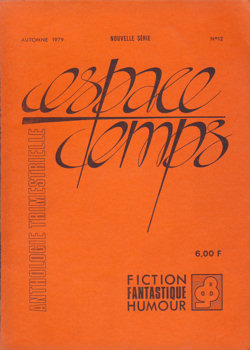 AUTOMNE 1979
NOUVELLE SÉRIE
N°12
espace
temps
ANTHOLOGIE TRIMESTRIELLE
6,00 F
FICTION
FANTASTIQUE
HUMOUR